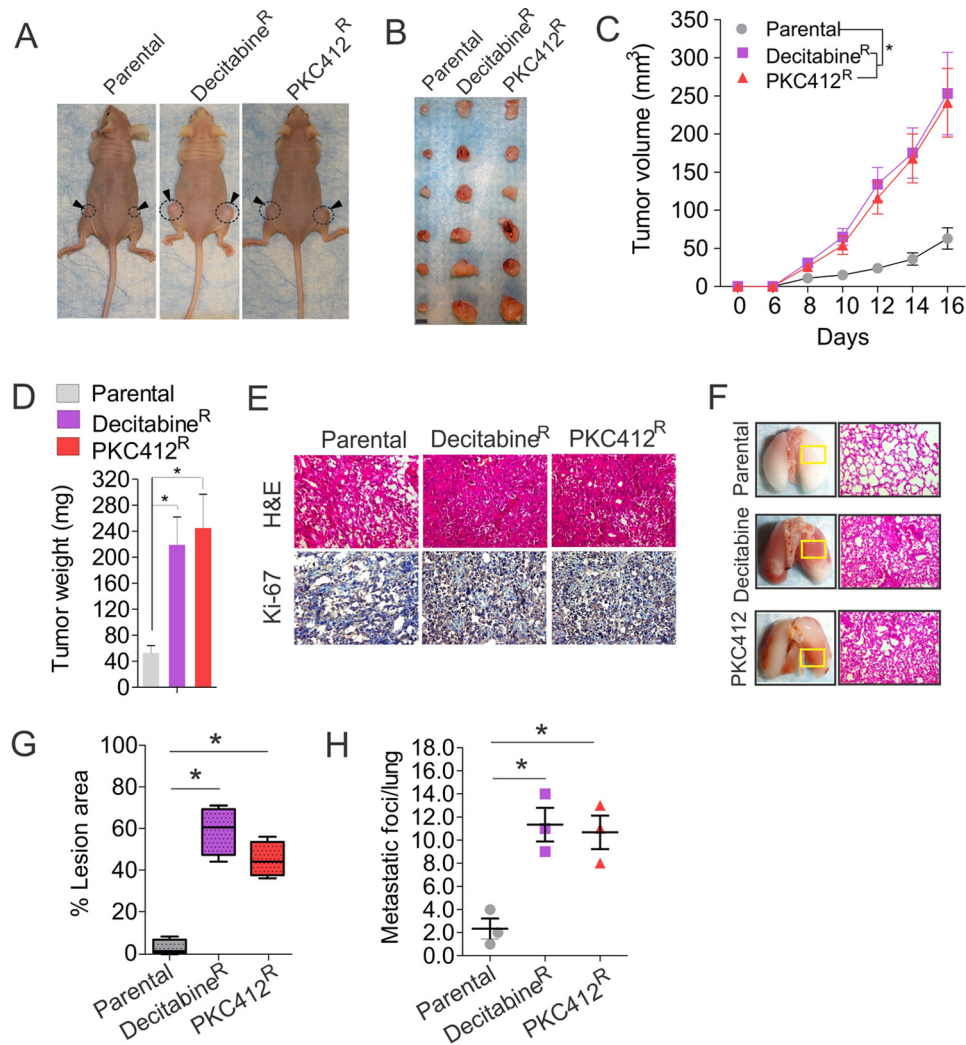 A
Parental
Decitabine^R
PKC412^R
B
Parental
Decitabine^R
PKC412^R
C
Tumor volume (mm³)
350
300
250
200
150
100
50
0
Parental
Decitabine^R
PKC412^R
*
0 6 8 10 12 14 16
Days
D
Parental
Decitabine^R
PKC412^R
Tumor weight (mg)
320
280
240
200
160
120
80
40
0
*
*
E
Parental Decitabine^R PKC412^R
H&E
Ki-67
F
Parental
Decitabine
PKC412
G
% Lesion area
100
80
60
40
20
0
*
*
Parental
Decitabine^R
PKC412^R
H
Metastatic foci/lung
18.0
16.0
14.0
12.0
10.0
8.0
6.0
4.0
2.0
0.0
*
*
Parental
Decitabine^R
PKC412^R